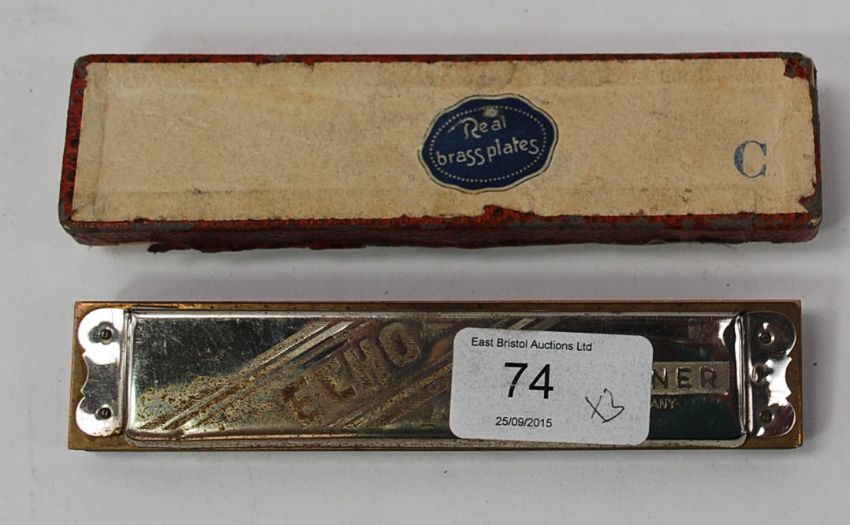 Real
brass plates
C
ECHO
East Bristol Auctions Ltd
74
X3
25/09/2015
NER
ANY